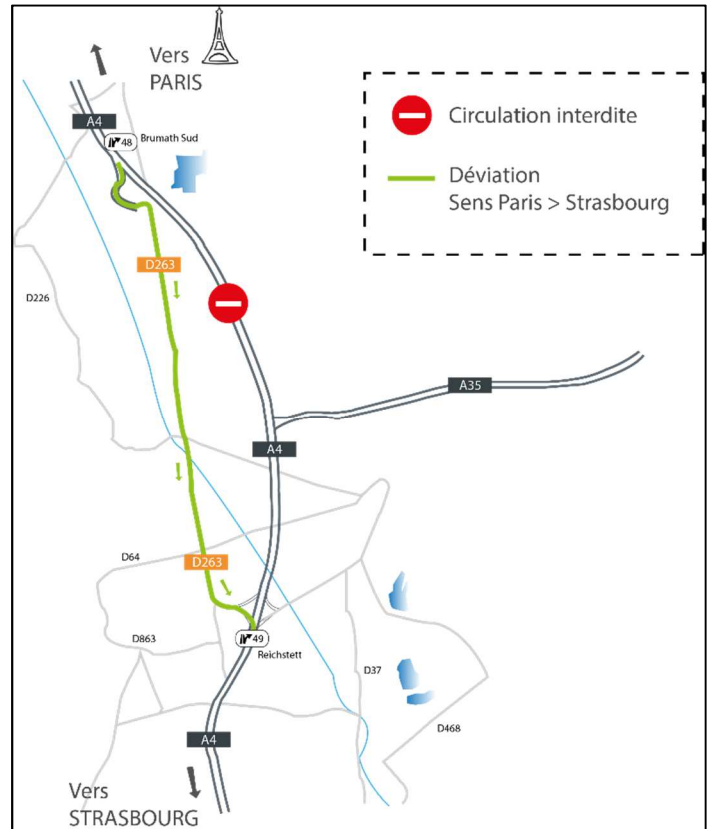 Vers
PARIS
A4
48
Brumath Sud
Circulation interdite
Déviation
Sens Paris > Strasbourg
D263
D226
A35
A4
D64
D263
D863
49
Reichstett
D37
D468
A4
Vers
STRASBOURG